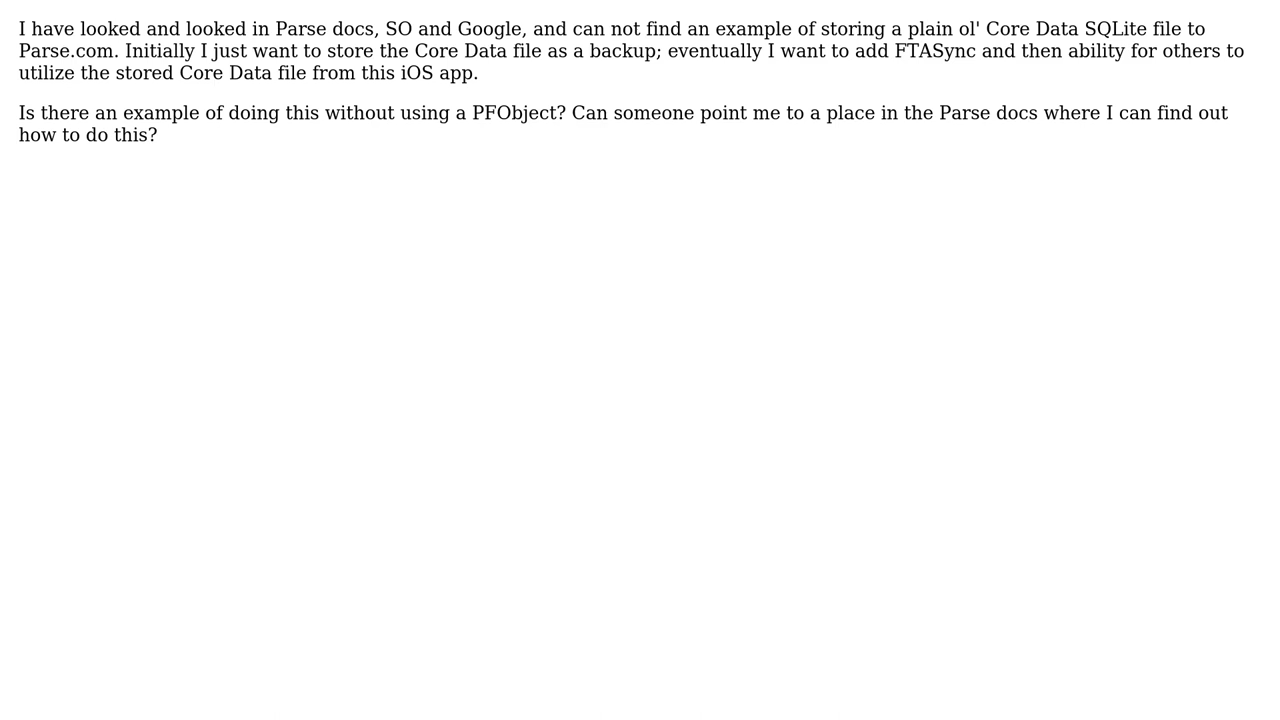 I have looked and looked in Parse docs, SO and Google, and can not find an example of storing a plain ol' Core Data SQLite file to
Parse.com. Initially I just want to store the Core Data file as a backup; eventually I want to add FTASync and then ability for others to
utilize the stored Core Data file from this iOS app.
Is there an example of doing this without using a PFObject? Can someone point me to a place in the Parse docs where I can find out
how to do this?